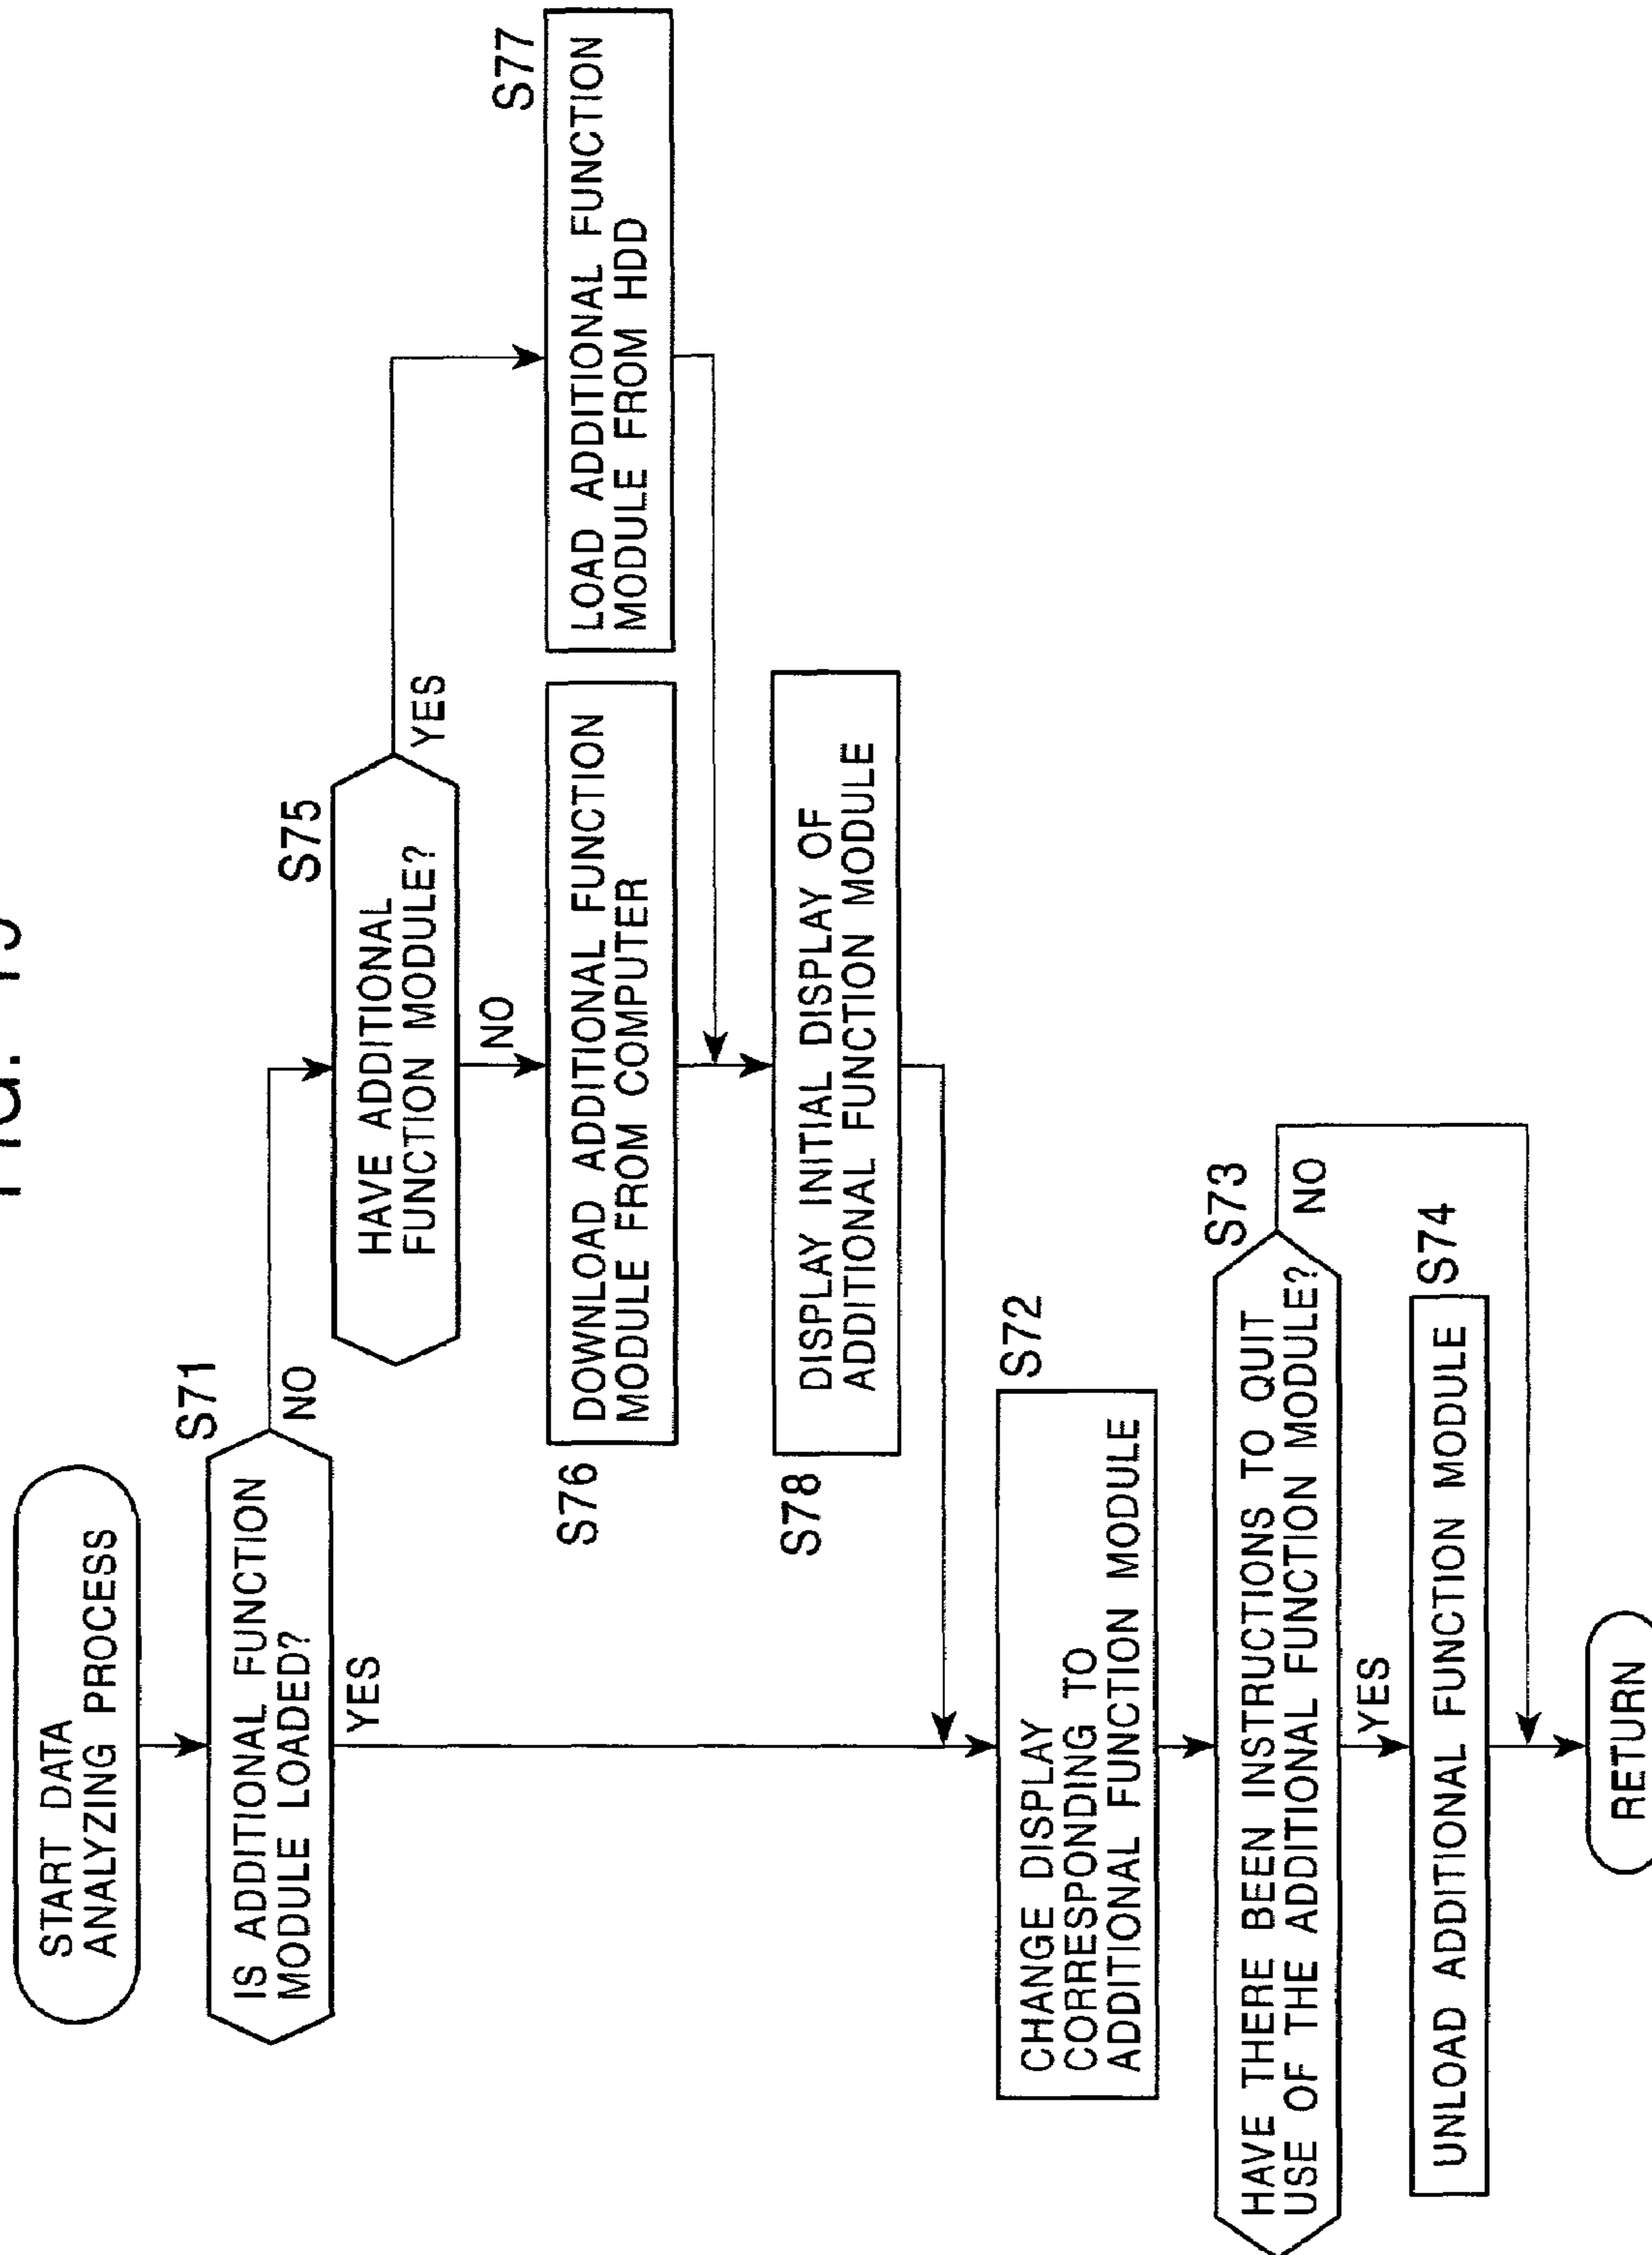 START DATA
ANALYZING PROCESS
S71
IS ADDITIONAL FUNCTION
MODULE LOADED?
NO
YES
S75
HAVE ADDITIONAL
FUNCTION MODULE?
YES
NO
S76
DOWNLOAD ADDITIONAL FUNCTION
MODULE FROM COMPUTER
S77
LOAD ADDITIONAL FUNCTION
MODULE FROM HDD
S78
DISPLAY INITIAL DISPLAY OF
ADDITIONAL FUNCTION MODULE
S72
CHANGE DISPLAY
CORRESPONDING TO
ADDITIONAL FUNCTION MODULE
S73
HAVE THERE BEEN INSTRUCTIONS TO QUIT
USE OF THE ADDITIONAL FUNCTION MODULE?
NO
YES
S74
UNLOAD ADDITIONAL FUNCTION MODULE
RETURN